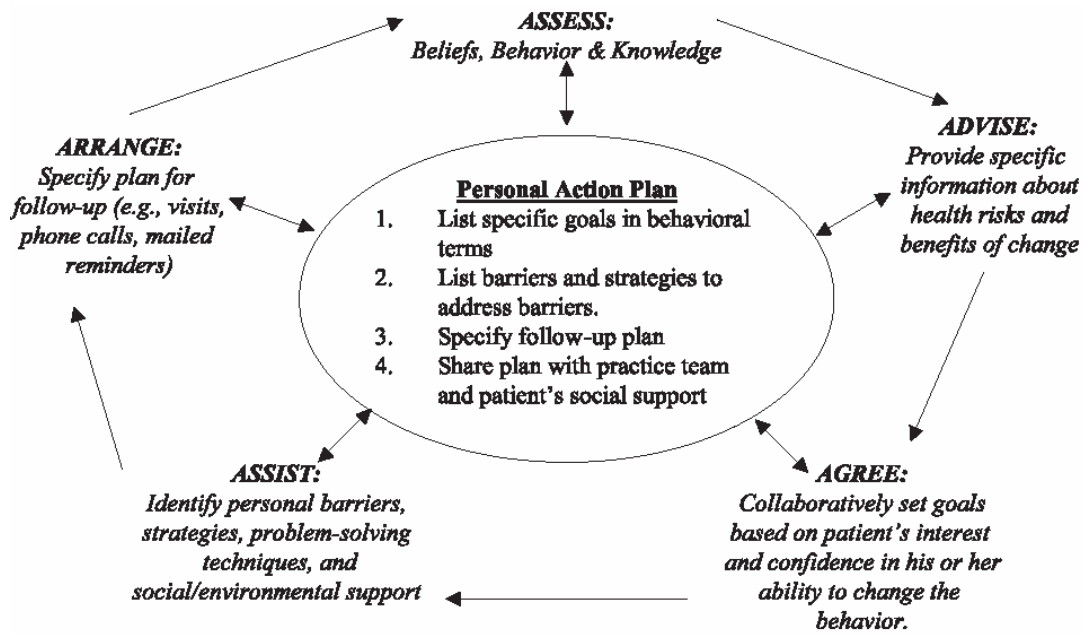 ASSESS:
Beliefs, Behavior & Knowledge
ADVISE:
Provide specific
information about
health risks and
benefits of change
AGREE:
Collaboratively set goals
based on patient's interest
and confidence in his or her
ability to change the
behavior.
ASSIST:
Identify personal barriers,
strategies, problem-solving
techniques, and
social/environmental support
ARRANGE:
Specify plan for
follow-up (e.g., visits,
phone calls, mailed
reminders)
Personal Action Plan
1. List specific goals in behavioral
terms
2. List barriers and strategies to
address barriers.
3. Specify follow-up plan
4. Share plan with practice team
and patient's social support